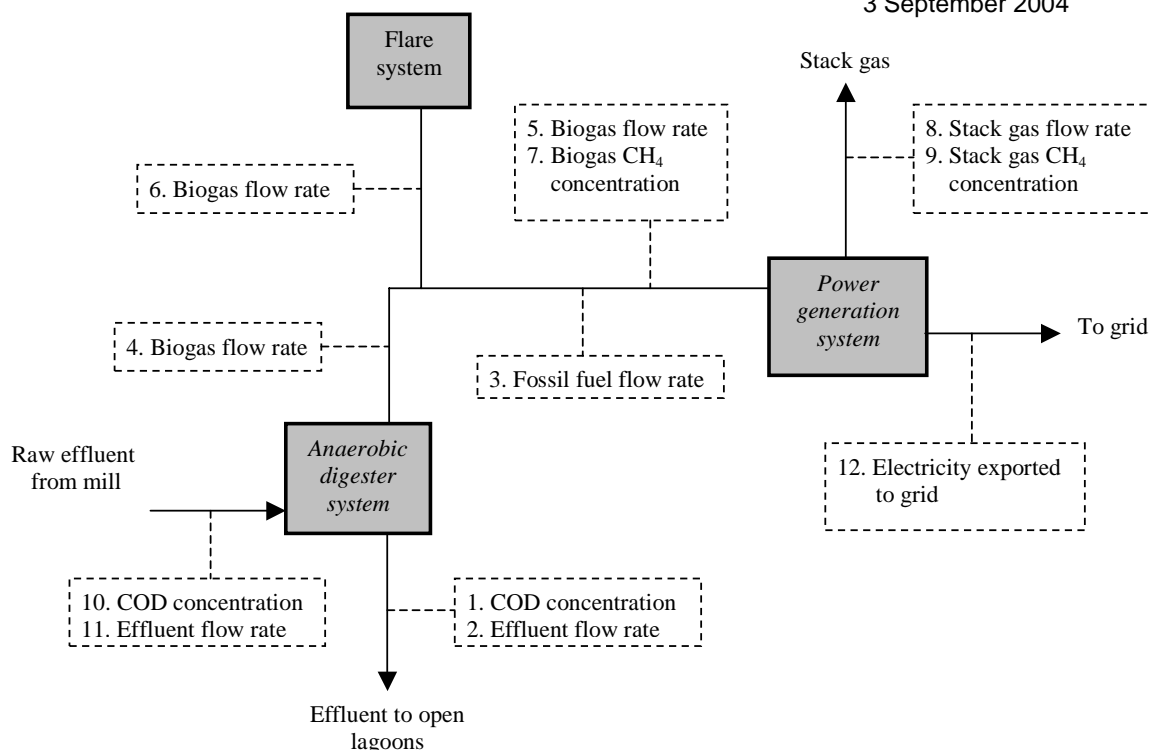 3 September 2004
Flare
system
Stack gas
5. Biogas flow rate
7. Biogas CH₄
concentration
8. Stack gas flow rate
9. Stack gas CH₄
concentration
6. Biogas flow rate
Power
generation
system
To grid
4. Biogas flow rate
3. Fossil fuel flow rate
Raw effluent
from mill
Anaerobic
digester
system
12. Electricity exported
to grid
10. COD concentration
11. Effluent flow rate
1. COD concentration
2. Effluent flow rate
Effluent to open
lagoons